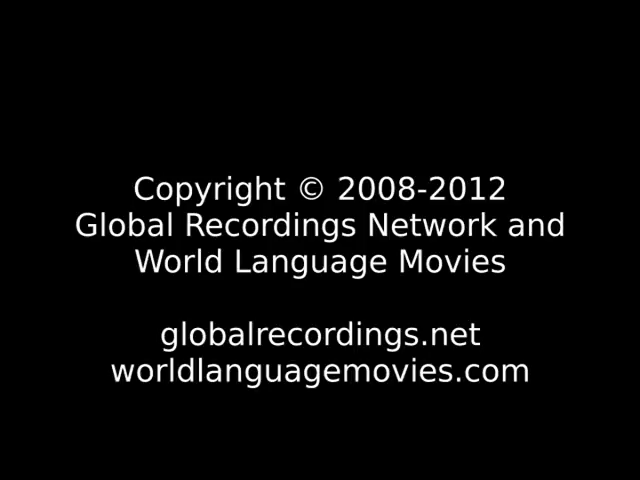 Copyright © 2008-2012
Global Recordings Network and
World Language Movies
globalrecordings.net
worldlanguagemovies.com